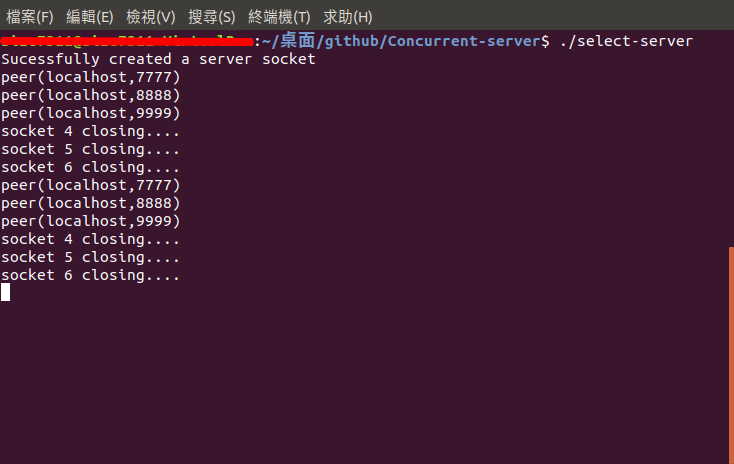 檔案(F) 編輯(E) 檢視(V) 搜尋(S) 終端機(T) 求助(H)
:~/桌面/github/Concurrent-server$ ./select-server
Sucessfully created a server socket
peer(localhost,7777)
peer(localhost,8888)
peer(localhost,9999)
socket 4 closing....
socket 5 closing....
socket 6 closing....
peer(localhost,7777)
peer(localhost,8888)
peer(localhost,9999)
socket 4 closing....
socket 5 closing....
socket 6 closing....